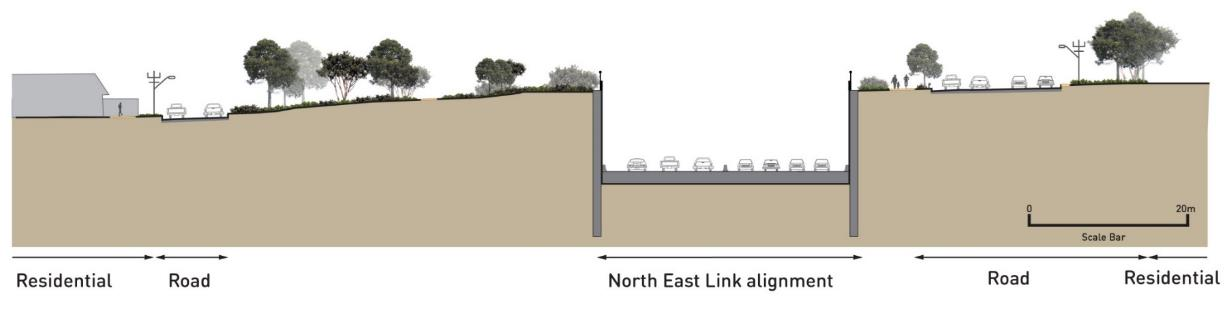 0 20m
Scale Bar
Residential Road North East Link alignment Road Residential